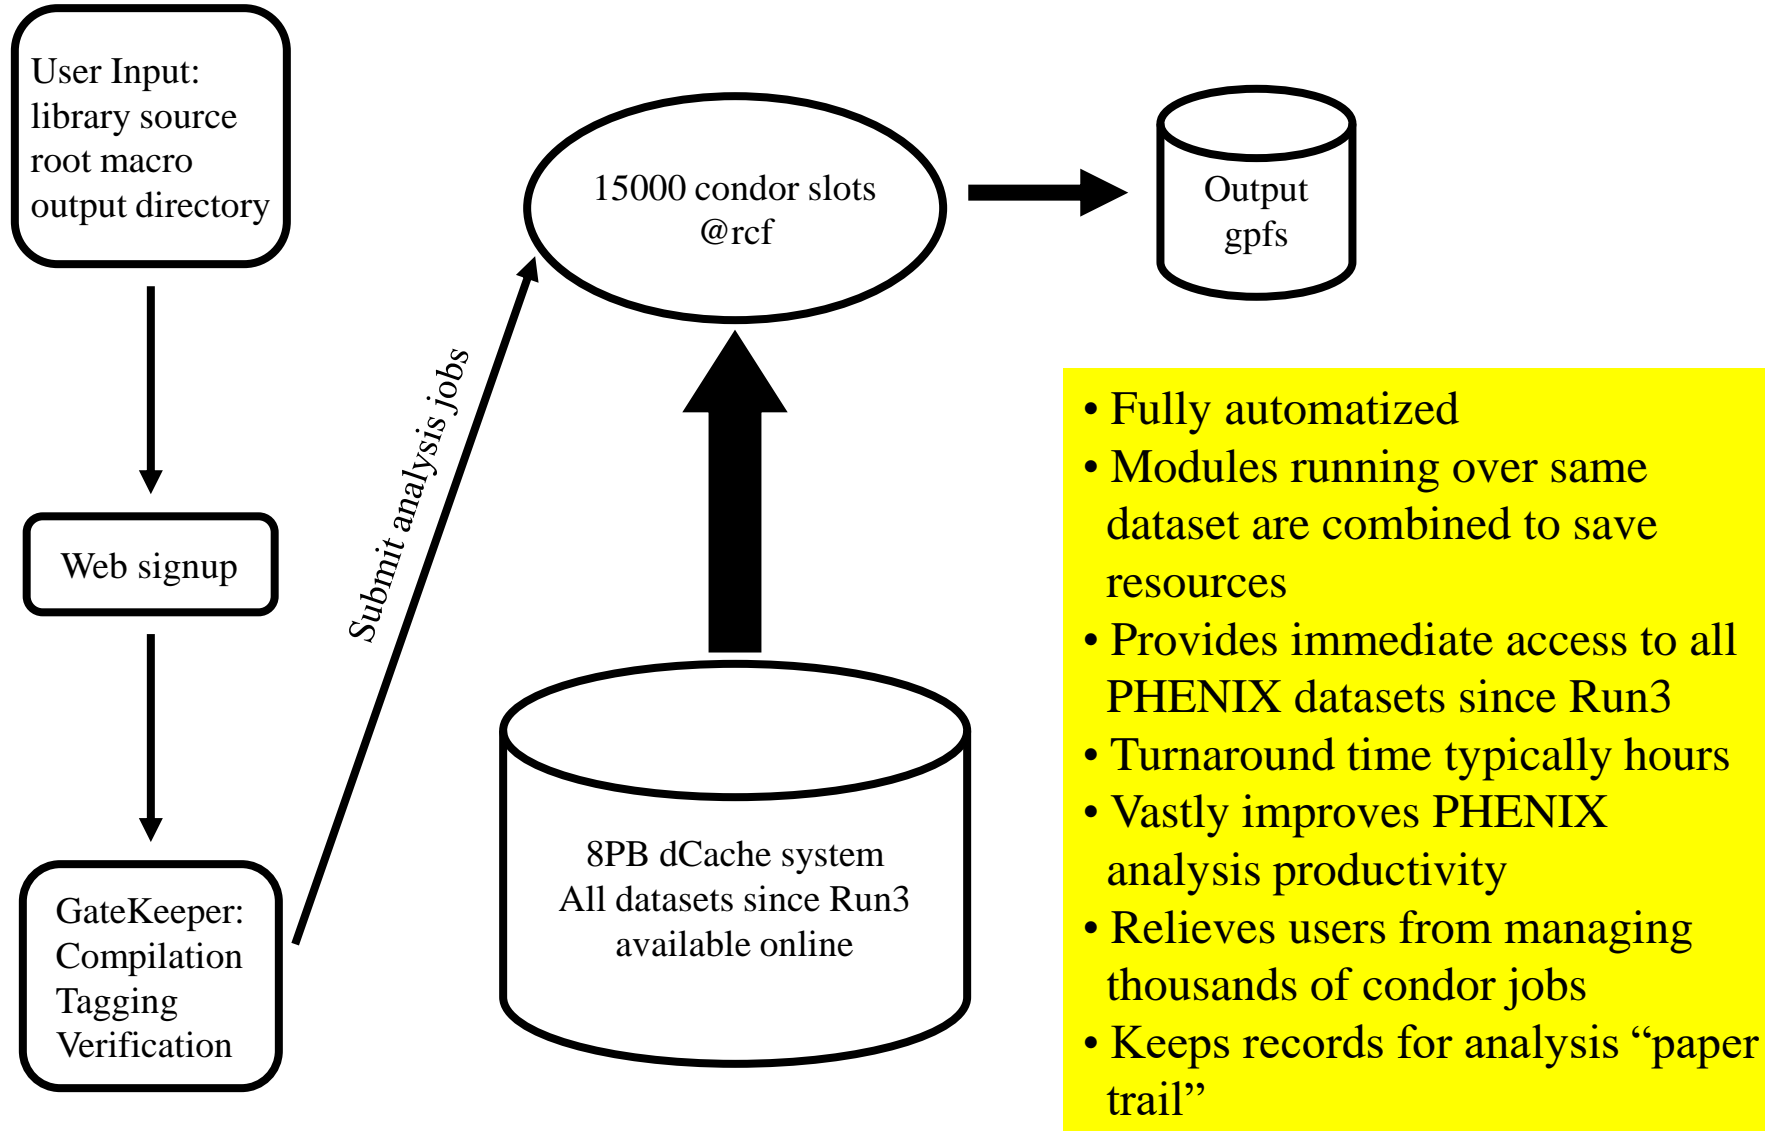 User Input:
library source
root macro
output directory
Web signup
GateKeeper:
Compilation
Tagging
Verification
Submit analysis jobs
15000 condor slots
@rcf
8PB dCache system
All datasets since Run3
available online
Output
gpfs
• Fully automatized
• Modules running over same
dataset are combined to save
resources
• Provides immediate access to all
PHENIX datasets since Run3
• Turnaround time typically hours
• Vastly improves PHENIX
analysis productivity
• Relieves users from managing
thousands of condor jobs
• Keeps records for analysis “paper
trail”